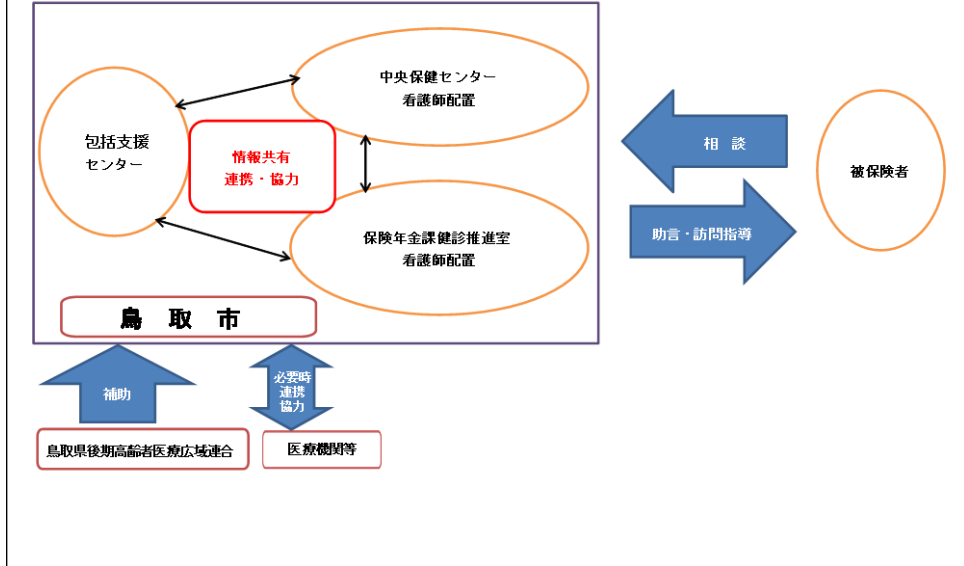 中央保健センター
看護師配置
包括支援
センター
情報共有
連携・協力
保険年金課健診推進室
看護師配置
鳥　取　市
相　談
助言・訪問指導
被保険者
補助
必要時
連携
協力
鳥取県後期高齢者医療広域連合
医療機関等